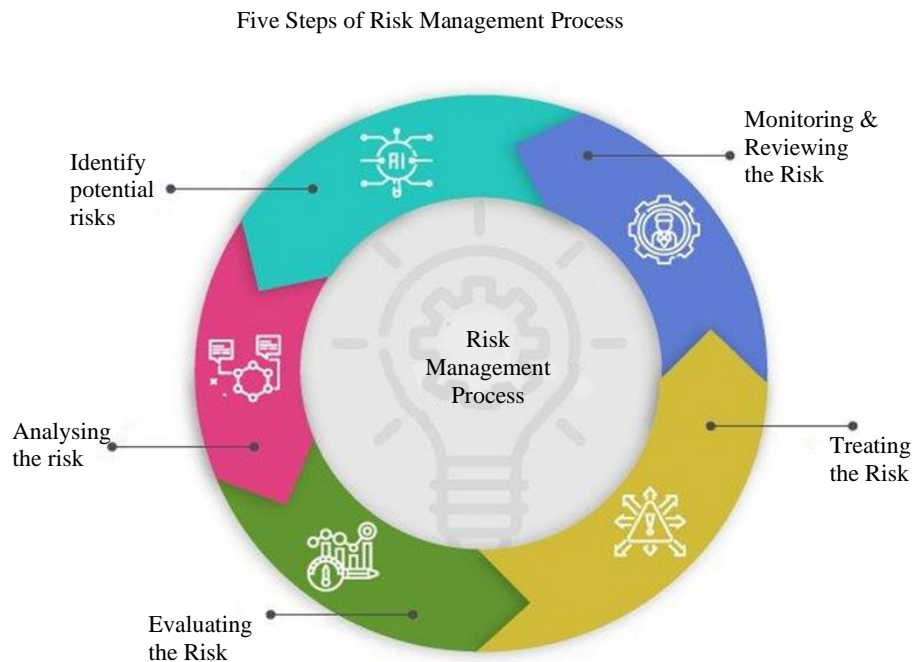 Five Steps of Risk Management Process
Identify
potential
risks
Monitoring &
Reviewing
the Risk
AI
Risk
Management
Process
Analysing
the risk
Treating
the Risk
Evaluating
the Risk